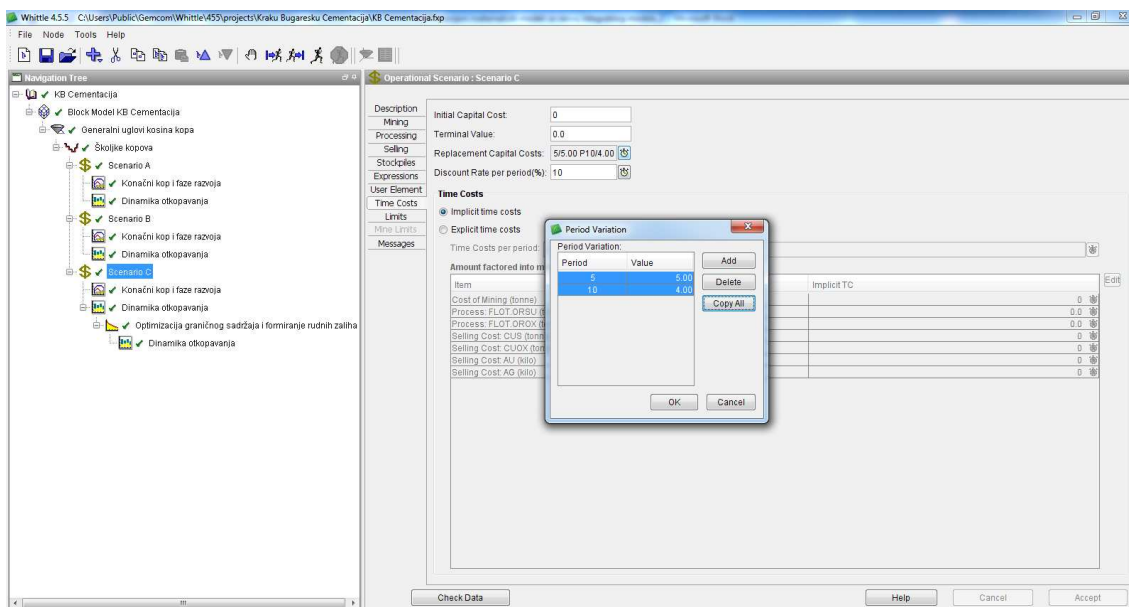 Whittle 4.5.5 C:\Users\Public\Gemcom\Whittle\455\projects\Kraku Bugaresku Cementacija\KB Cementacija.fxp
File Node Tools Help
Navigation Tree
KB Cementacija
Block Model KB Cementacija
Generalni uglovi kosina kopa
Školjke kopova
Scenario A
Konačni kop i faze razvoja
Dinamika otkopavanja
Scenario B
Konačni kop i faze razvoja
Dinamika otkopavanja
Scenario C
Konačni kop i faze razvoja
Dinamika otkopavanja
Optimizacija graničnog sadržaja i formiranje rudnih zaliha
Dinamika otkopavanja
Operational Scenario : Scenario C
Description
Mining
Processing
Selling
Stockpiles
Expressions
User Element
Time Costs
Limits
Mine Limits
Messages
Initial Capital Cost: 0
Terminal Value: 0.0
Replacement Capital Costs: 5/5.00 P10/4.00
Discount Rate per period(%): 10
Time Costs
Implicit time costs
Explicit time costs
Time Costs per period:
Amount factored into m
Item Implicit TC Edit
Cost of Mining (tonne) 0
Process: FLOT.ORSU (t 0.0
Process: FLOT.OROX (t 0.0
Selling Cost: CUS (tonn 0
Selling Cost: CUOX (ton 0
Selling Cost: AU (kilo) 0
Selling Cost: AG (kilo) 0
Period Variation
Period Variation:
Period Value
5 5.00
10 4.00
Add
Delete
Copy All
OK Cancel
Check Data Help Cancel Accept